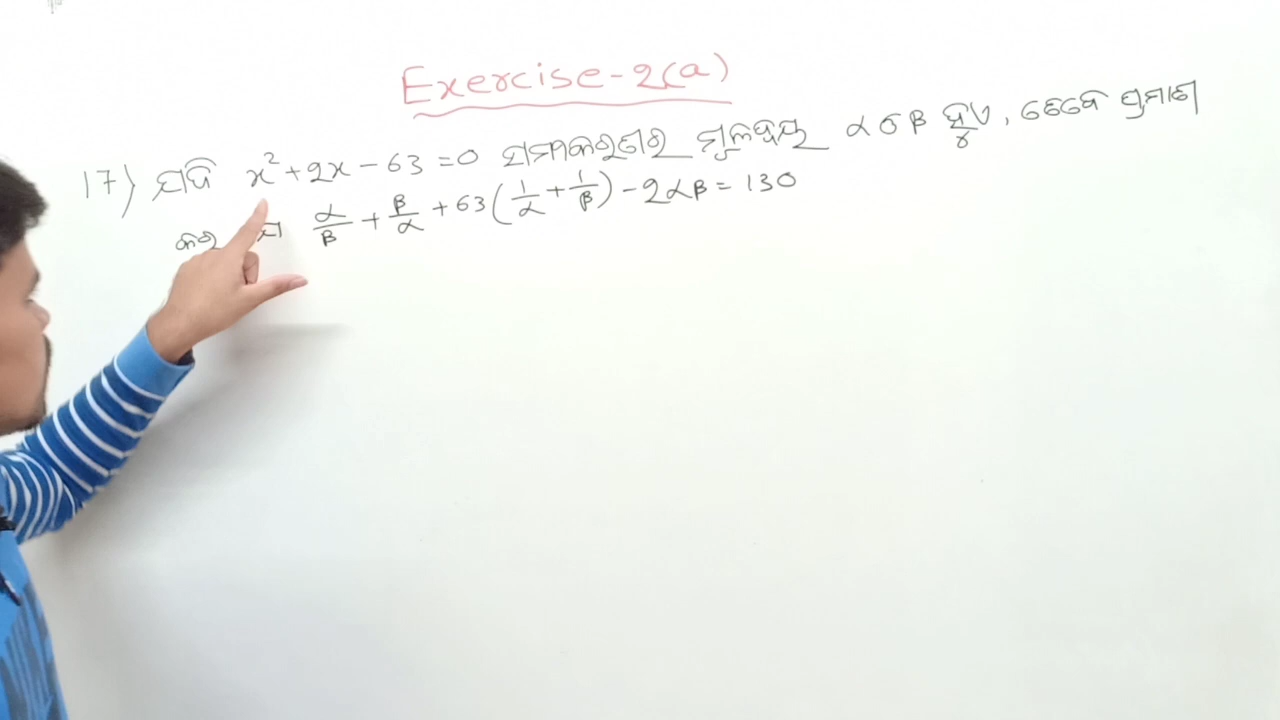 Exercise-2(a)
17) ଯଦି x² + 2x - 63 = 0 ସମୀକରଣର ମୂଳଦ୍ୱୟ α ଓ β ହୁଏ, ତେବେ ପ୍ରମାଣ
କର α/β + β/α + 63(1/α + 1/β) - 2αβ = 130